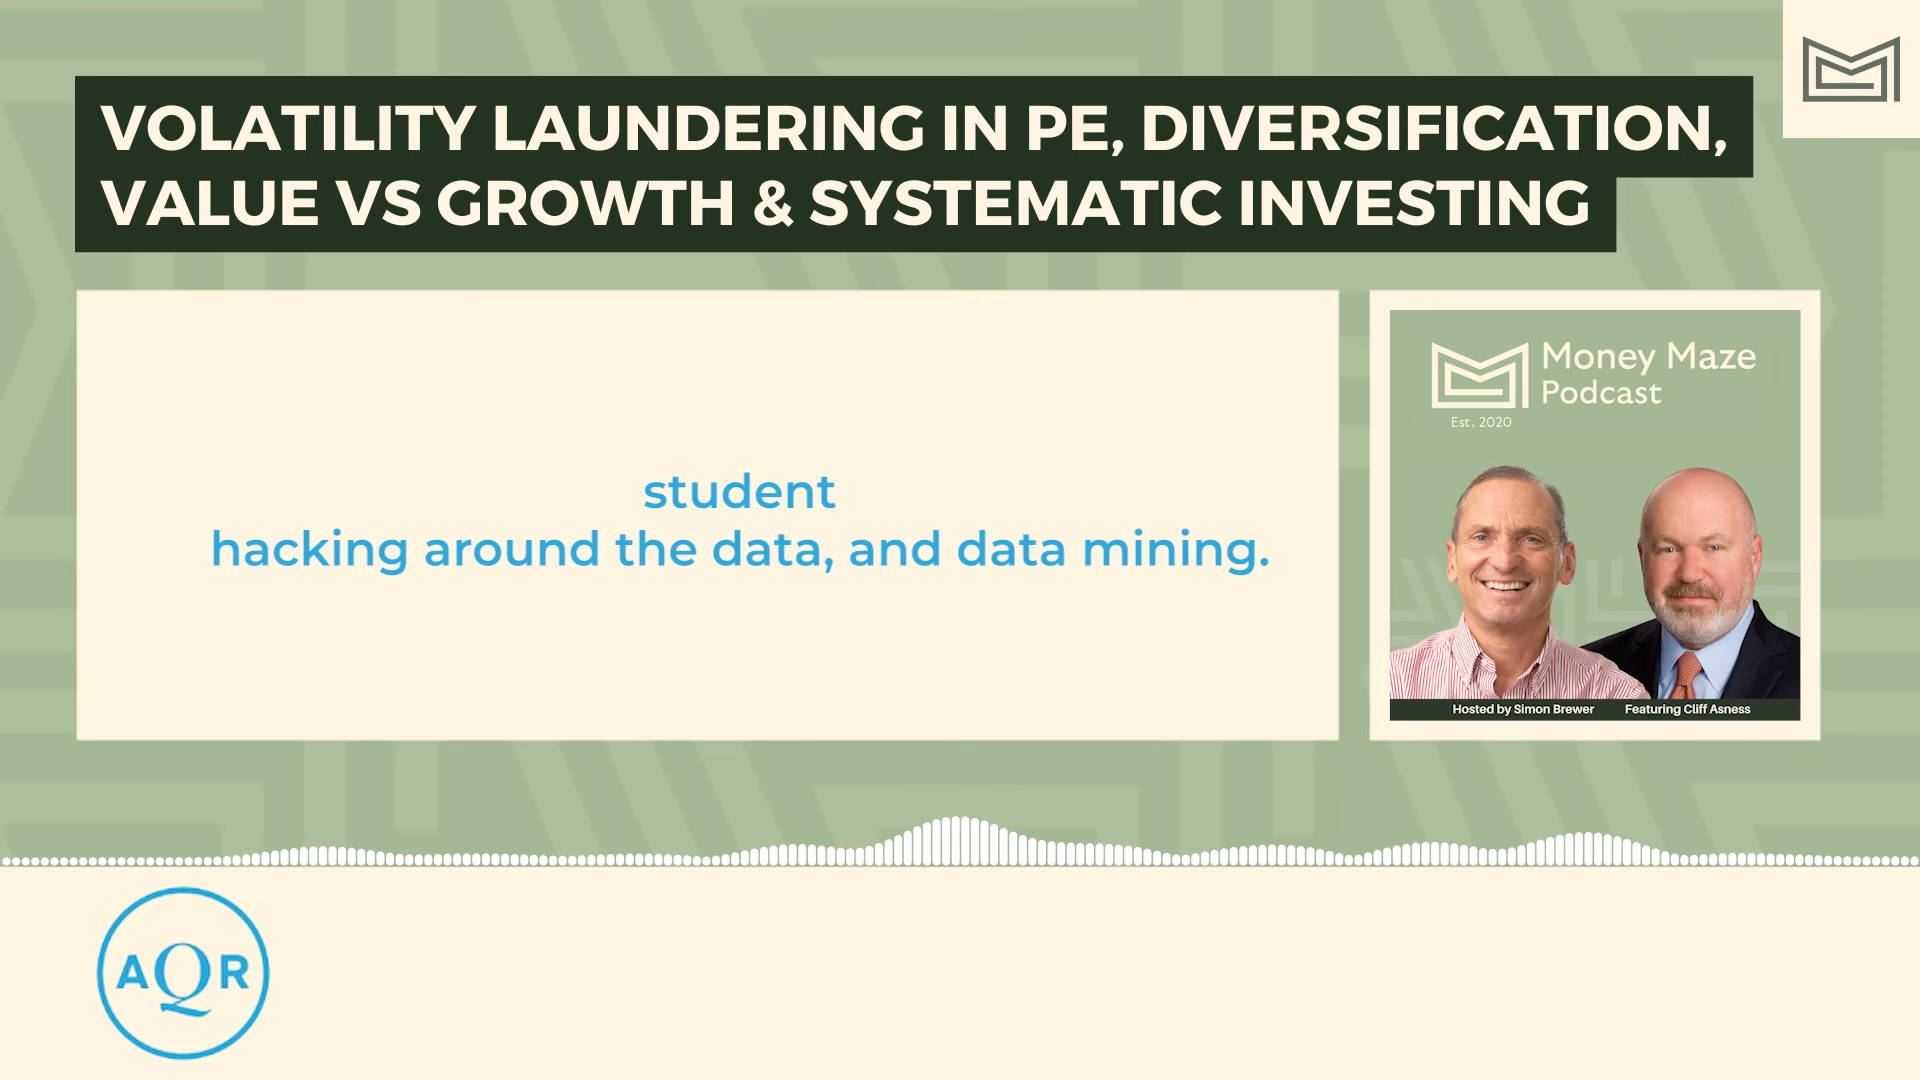 VOLATILITY LAUNDERING IN PE, DIVERSIFICATION,
VALUE VS GROWTH & SYSTEMATIC INVESTING
student
hacking around the data, and data mining.
Money Maze
Podcast
Est. 2020
Hosted by Simon Brewer
Featuring Cliff Asness
AQR